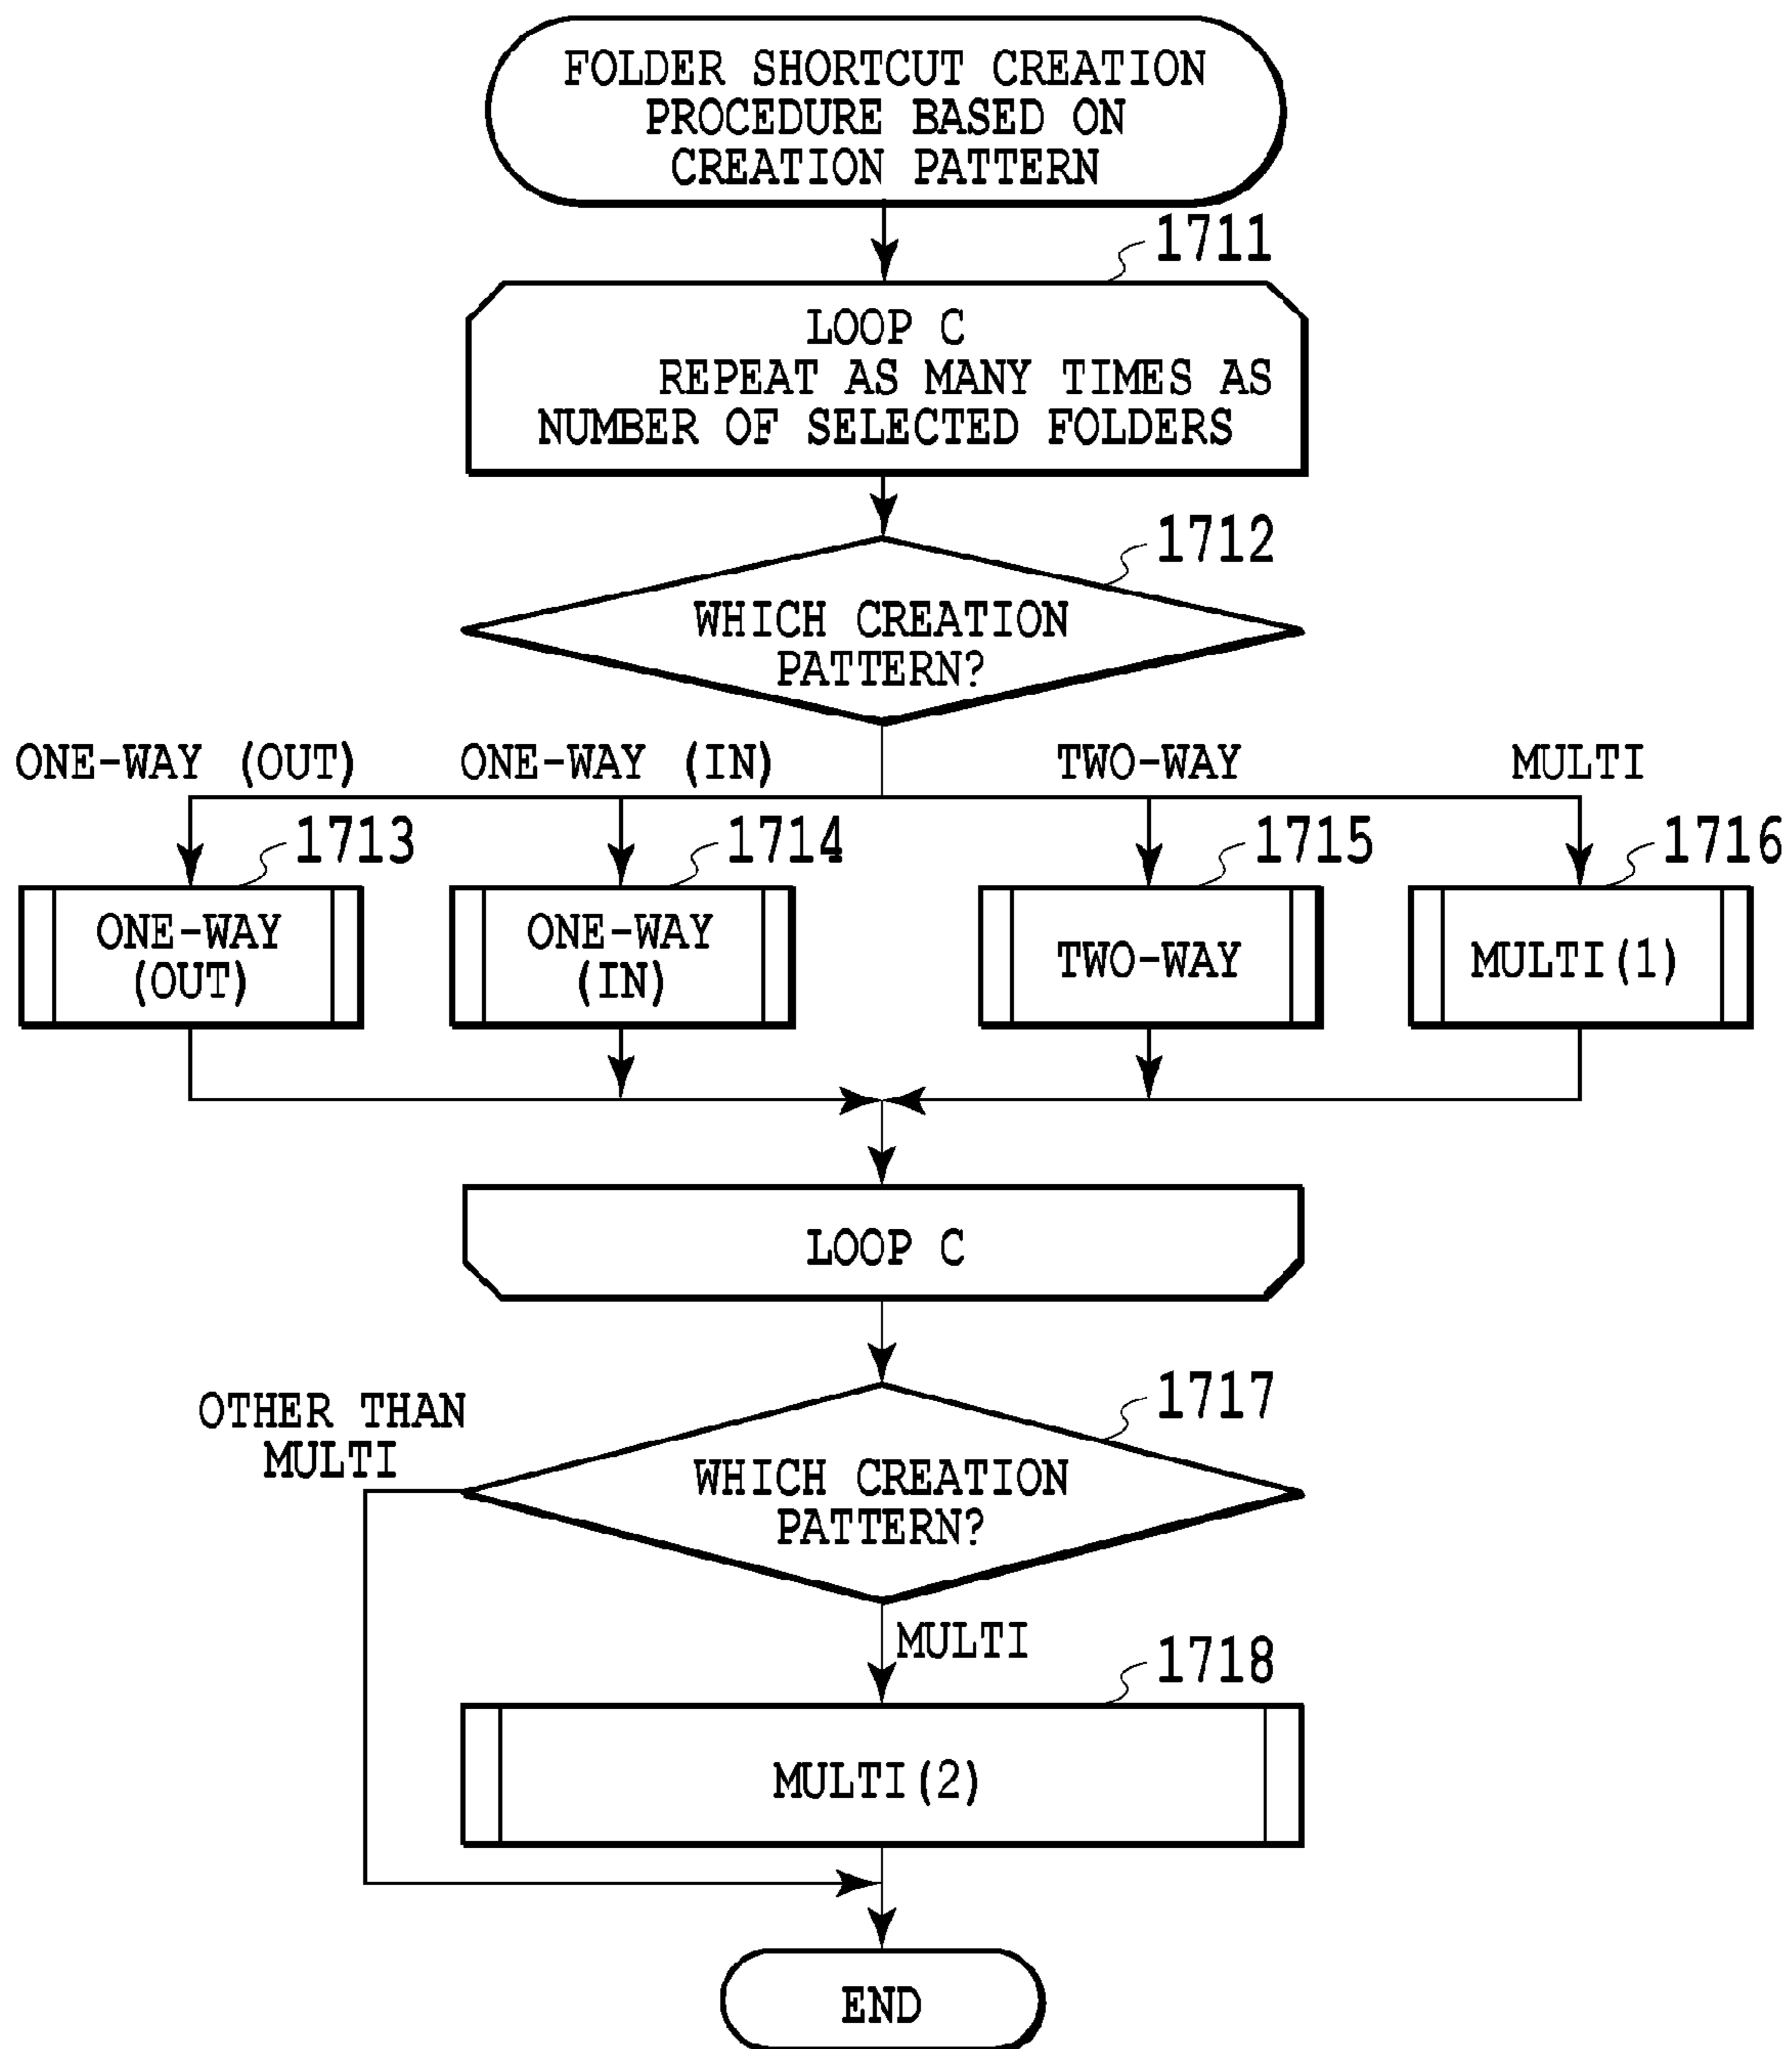 FOLDER SHORTCUT CREATION
PROCEDURE BASED ON
CREATION PATTERN
1711
LOOP C
REPEAT AS MANY TIMES AS
NUMBER OF SELECTED FOLDERS
1712
WHICH CREATION
PATTERN?
ONE-WAY (OUT)
ONE-WAY (IN)
TWO-WAY
MULTI
1713
1714
1715
1716
ONE-WAY
(OUT)
ONE-WAY
(IN)
TWO-WAY
MULTI(1)
LOOP C
1717
OTHER THAN
MULTI
WHICH CREATION
PATTERN?
MULTI
1718
MULTI(2)
END